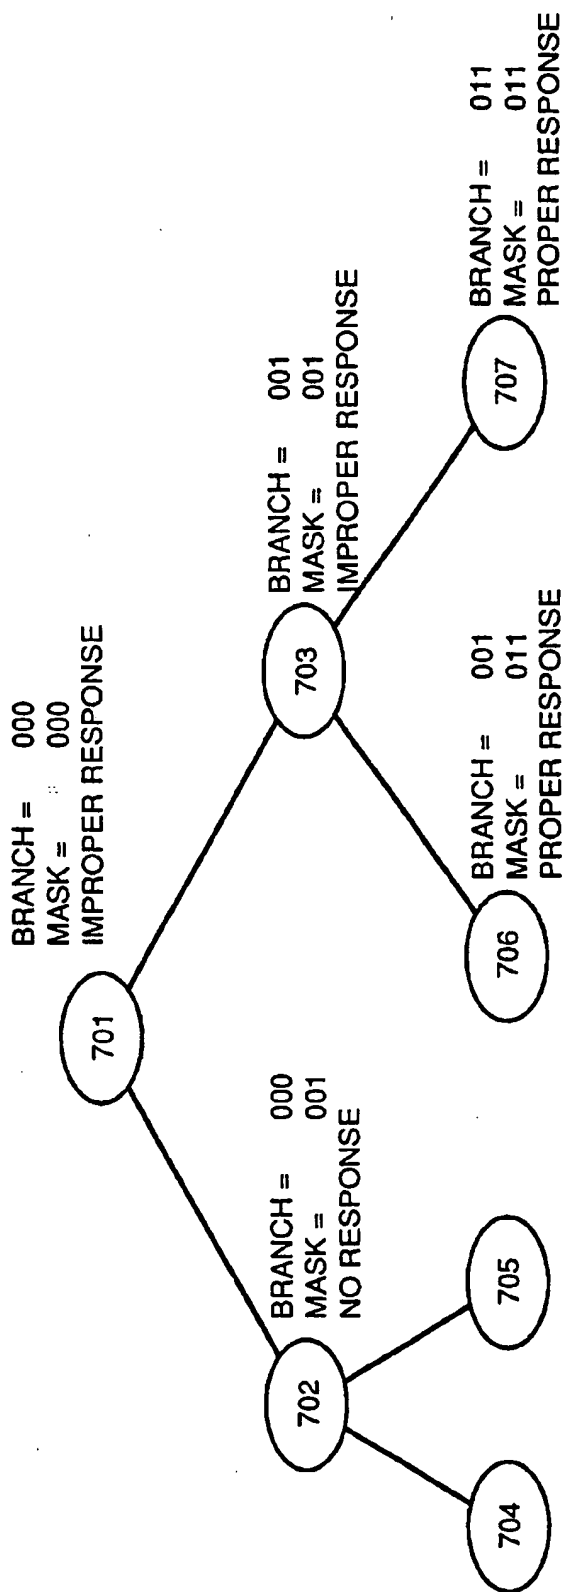 BRANCH = 000
MASK = 000
IMPROPER RESPONSE
701
BRANCH = 000
MASK = 001
NO RESPONSE
702
BRANCH = 001
MASK = 001
IMPROPER RESPONSE
703
704
705
BRANCH = 001
MASK = 011
PROPER RESPONSE
706
BRANCH = 011
MASK = 011
PROPER RESPONSE
707